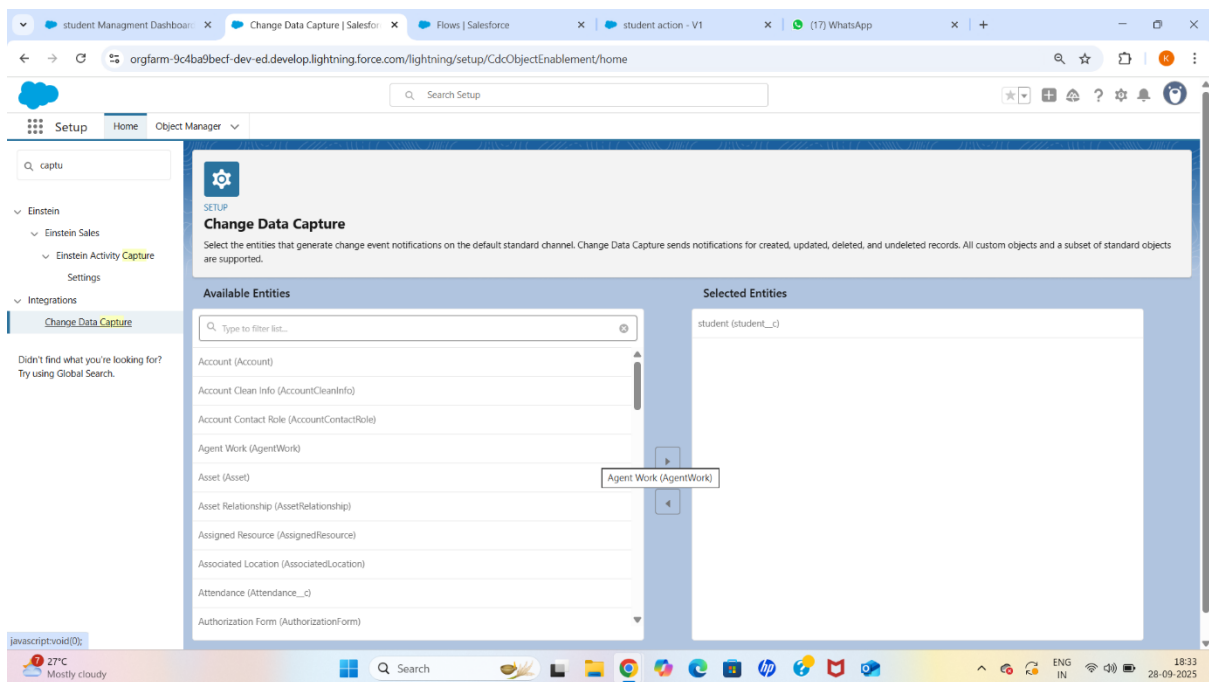 student Managment Dashboar
Change Data Capture | Salesfor
Flows | Salesforce
student action - V1
(17) WhatsApp
orgfarm-9c4ba9becf-dev-ed.develop.lightning.force.com/lightning/setup/CdcObjectEnablement/home
K
Search Setup
Setup
Home
Object Manager
captu
Einstein
Einstein Sales
Einstein Activity Capture
Settings
Integrations
Change Data Capture
Didn't find what you're looking for?
Try using Global Search.
SETUP
Change Data Capture
Select the entities that generate change event notifications on the default standard channel. Change Data Capture sends notifications for created, updated, deleted, and undeleted records. All custom objects and a subset of standard objects
are supported.
Available Entities
Selected Entities
Type to filter list...
student (student__c)
Account (Account)
Account Clean Info (AccountCleanInfo)
Account Contact Role (AccountContactRole)
Agent Work (AgentWork)
Asset (Asset)
Agent Work (AgentWork)
Asset Relationship (AssetRelationship)
Assigned Resource (AssignedResource)
Associated Location (AssociatedLocation)
Attendance (Attendance__c)
Authorization Form (AuthorizationForm)
javascript:void(0);
7
27°C
Mostly cloudy
Search
hp
ENG
IN
18:33
28-09-2025